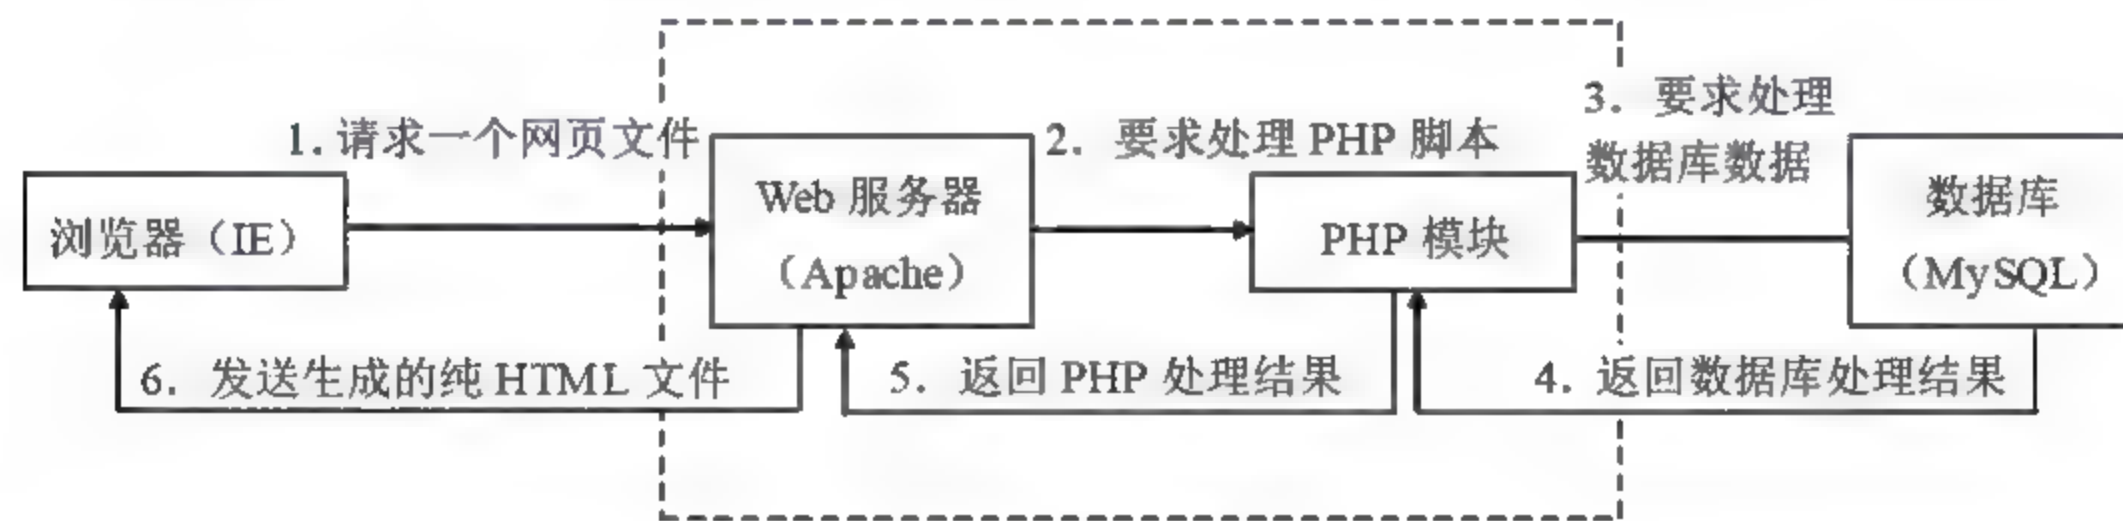 1. 请求一个网页文件
浏览器（IE）
Web 服务器
（Apache）
2. 要求处理 PHP 脚本
PHP 模块
3. 要求处理
数据库数据
数据库
（MySQL）
6. 发送生成的纯 HTML 文件
5. 返回 PHP 处理结果
4. 返回数据库处理结果